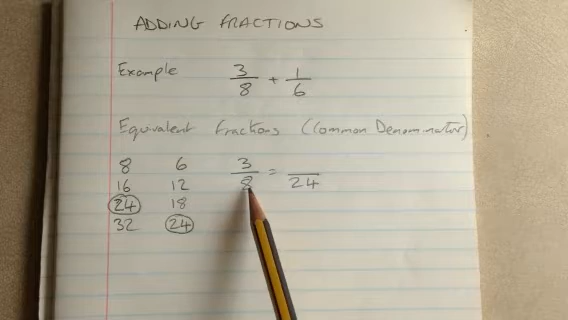 ADDING FRACTIONS
Example 3/8 + 1/6
Equivalent fractions (Common Denominator)
8 6 3/8 = /24
16 12
24 18
32 24